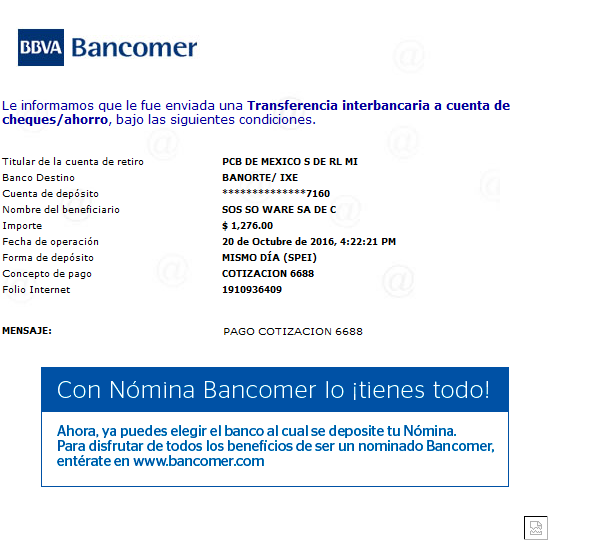 BBVA Bancomer
Le informamos que le fue enviada una Transferencia interbancaria a cuenta de
cheques/ahorro, bajo las siguientes condiciones.
Titular de la cuenta de retiro PCB DE MEXICO S DE RL MI
Banco Destino BANORTE/ IXE
Cuenta de depósito **************7160
Nombre del beneficiario SOS SO WARE SA DE C
Importe $ 1,276.00
Fecha de operación 20 de Octubre de 2016, 4:22:21 PM
Forma de depósito MISMO DÍA (SPEI)
Concepto de pago COTIZACION 6688
Folio Internet 1910936409
MENSAJE: PAGO COTIZACION 6688
Con Nómina Bancomer lo ¡tienes todo!
Ahora, ya puedes elegir el banco al cual se deposite tu Nómina.
Para disfrutar de todos los beneficios de ser un nominado Bancomer,
entérate en www.bancomer.com